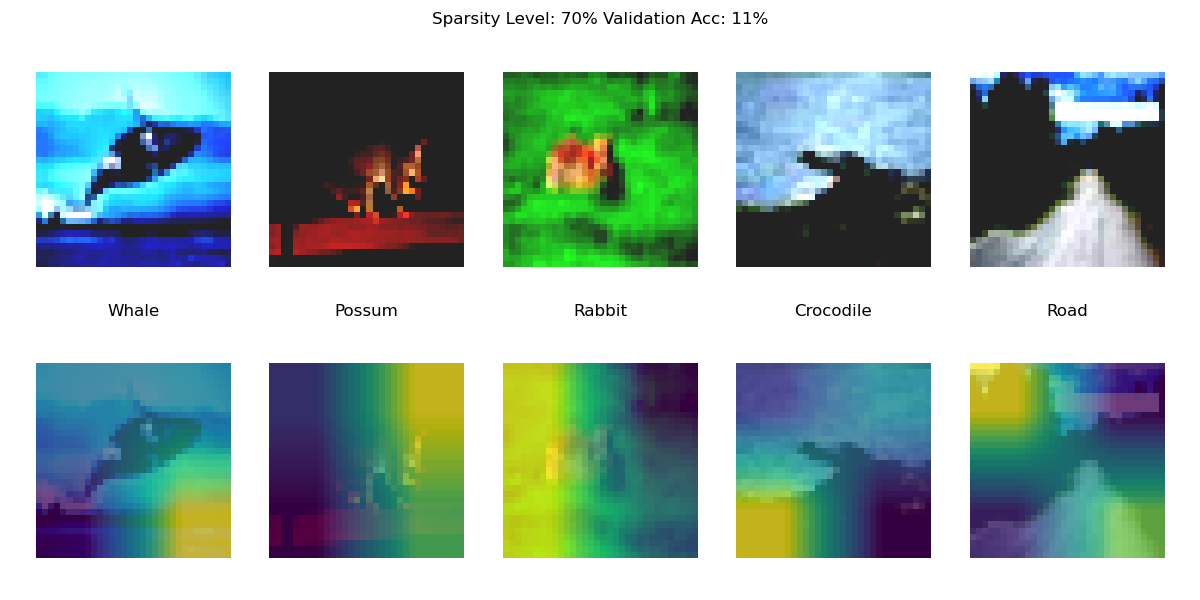 Sparsity Level: 70% Validation Acc: 11%
Whale
Possum
Rabbit
Crocodile
Road